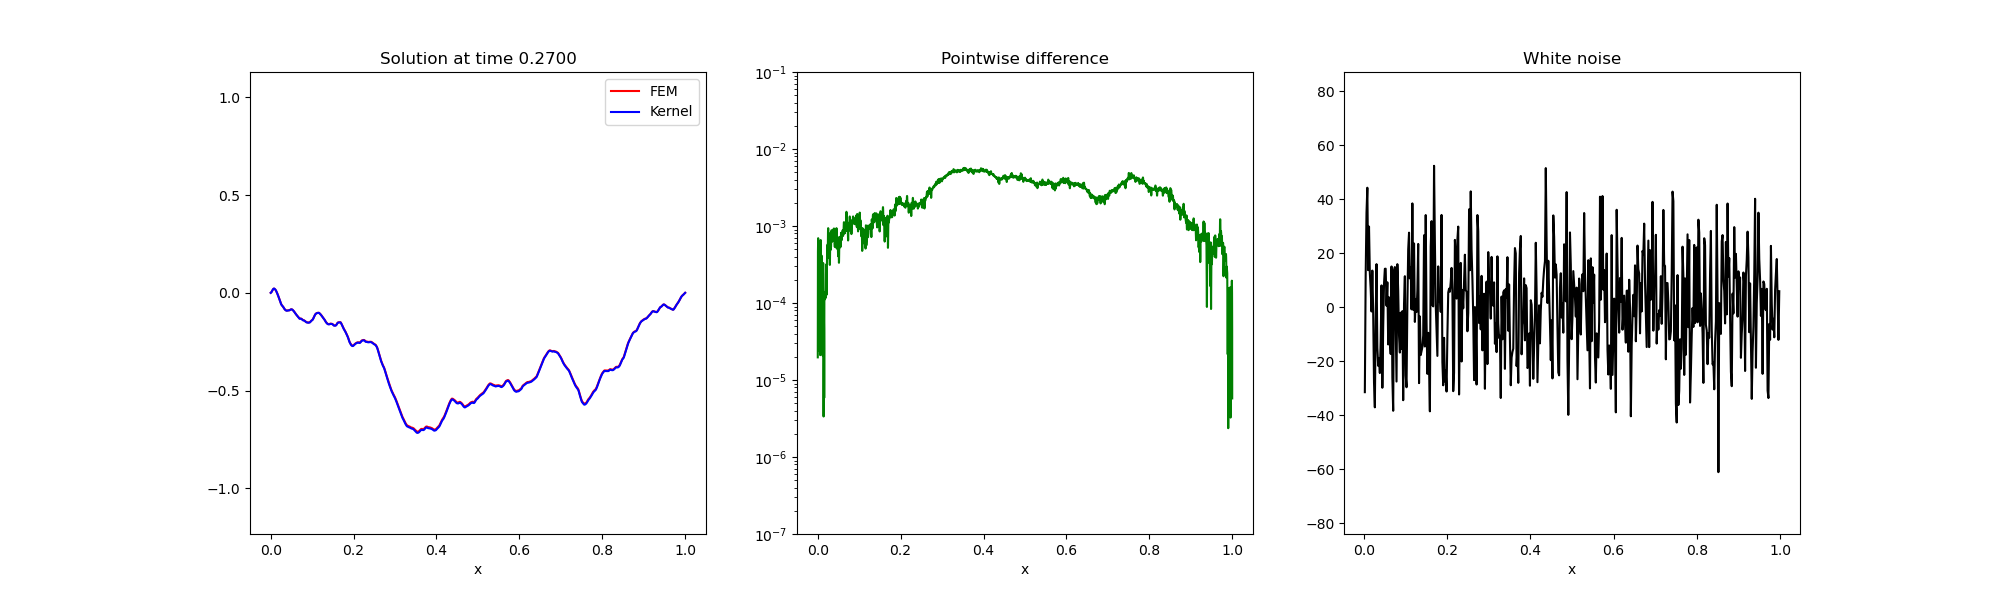 Solution at time 0.2700
1.0
0.5
0.0
−0.5
−1.0
0.0 0.2 0.4 0.6 0.8 1.0
x
FEM
Kernel
Pointwise difference
10⁻¹
10⁻²
10⁻³
10⁻⁴
10⁻⁵
10⁻⁶
10⁻⁷
0.0 0.2 0.4 0.6 0.8 1.0
x
White noise
80
60
40
20
0
−20
−40
−60
−80
0.0 0.2 0.4 0.6 0.8 1.0
x